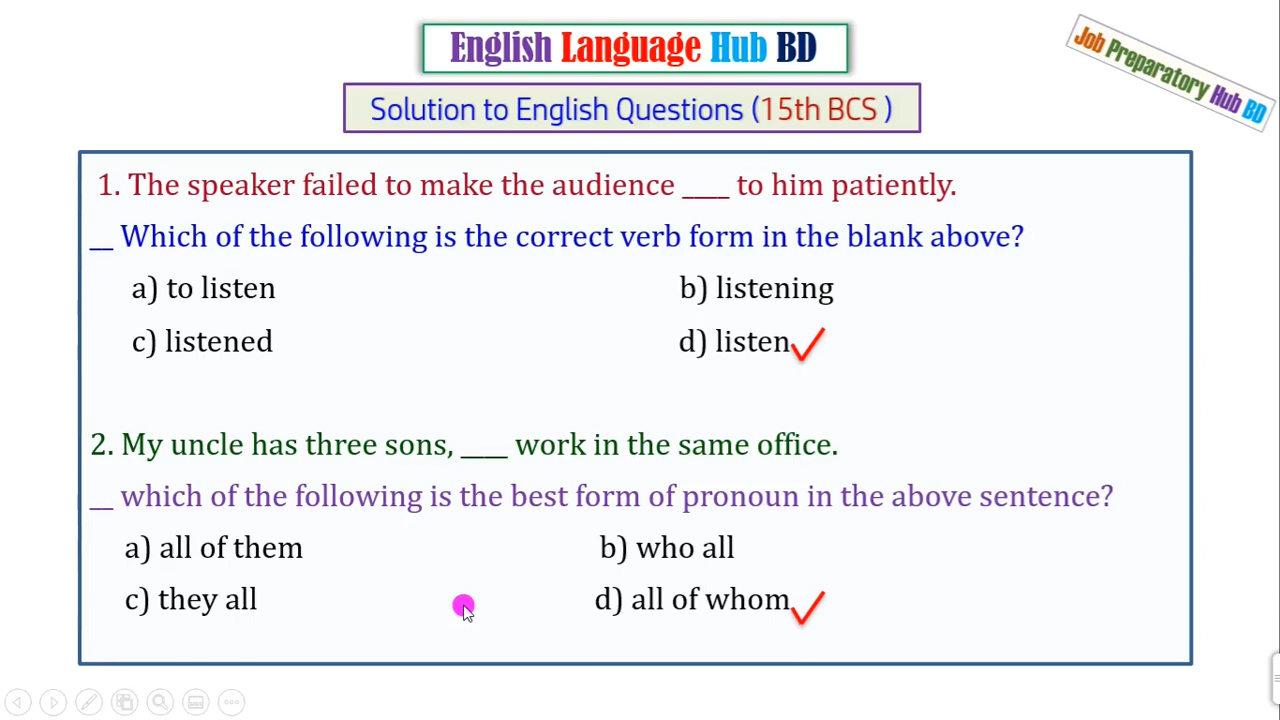 English Language Hub BD
Job Preparatory Hub BD
Solution to English Questions (15th BCS )
1. The speaker failed to make the audience ____ to him patiently.
__ Which of the following is the correct verb form in the blank above?
a) to listen b) listening
c) listened d) listen
2. My uncle has three sons, ____ work in the same office.
__ which of the following is the best form of pronoun in the above sentence?
a) all of them b) who all
c) they all d) all of whom